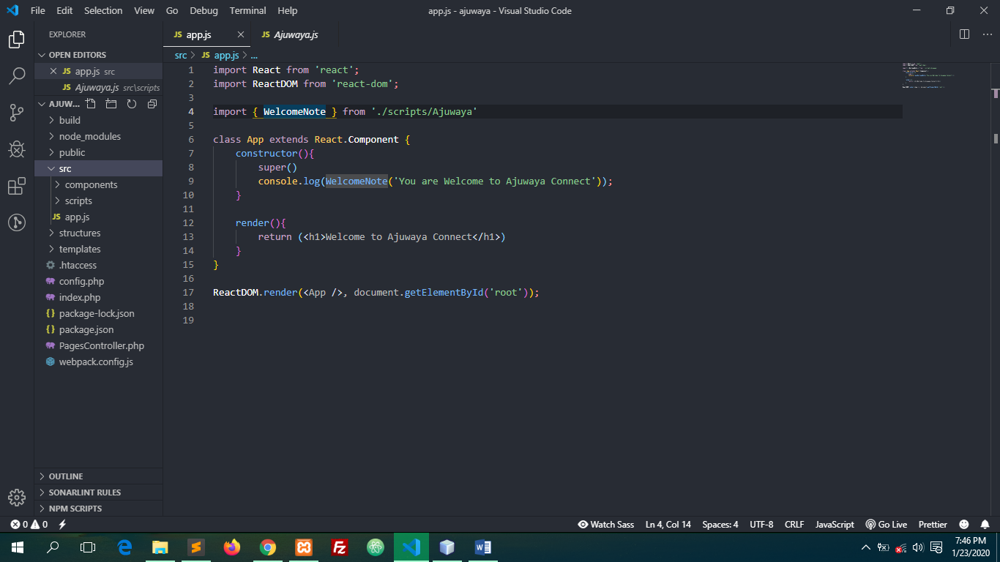 File Edit Selection View Go Debug Terminal Help app.js - ajuwaya - Visual Studio Code
EXPLORER
JS app.js
JS Ajuwaya.js
OPEN EDITORS
JS app.js src
JS Ajuwaya.js src\scripts
AJUW...
build
node_modules
public
src
components
scripts
JS app.js
structures
templates
.htaccess
config.php
index.php
{} package-lock.json
{} package.json
PagesController.php
webpack.config.js
OUTLINE
SONARLINT RULES
NPM SCRIPTS
src > JS app.js > ...
1 import React from 'react';
2 import ReactDOM from 'react-dom';
3
4 import { WelcomeNote } from './scripts/Ajuwaya'
5
6 class App extends React.Component {
7 constructor(){
8 super()
9 console.log(WelcomeNote('You are Welcome to Ajuwaya Connect'));
10 }
11
12 render(){
13 return (<h1>Welcome to Ajuwaya Connect</h1>)
14 }
15 }
16
17 ReactDOM.render(<App />, document.getElementById('root'));
18
19
0 0 Watch Sass Ln 4, Col 14 Spaces: 4 UTF-8 CRLF JavaScript Go Live Prettier
7:46 PM
1/23/2020